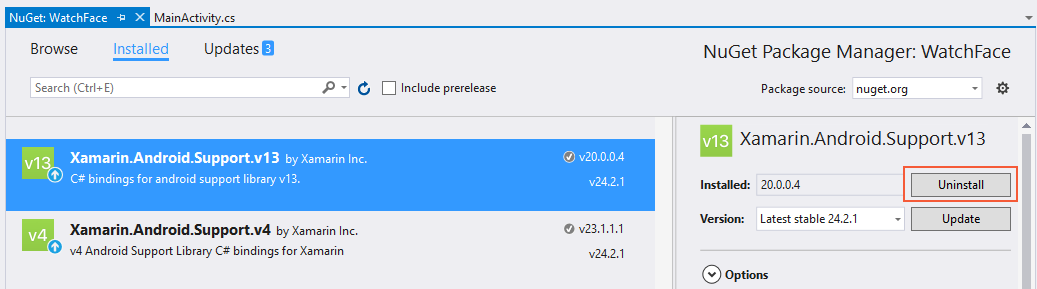 NuGet: WatchFace MainActivity.cs
Browse Installed Updates 3
NuGet Package Manager: WatchFace
Search (Ctrl+E) Include prerelease
Package source: nuget.org
v13 Xamarin.Android.Support.v13 by Xamarin Inc. v20.0.0.4
C# bindings for android support library v13. v24.2.1
v4 Xamarin.Android.Support.v4 by Xamarin Inc. v23.1.1.1
v4 Android Support Library C# bindings for Xamarin v24.2.1
v13 Xamarin.Android.Support.v13
Installed: 20.0.0.4 Uninstall
Version: Latest stable 24.2.1 Update
Options